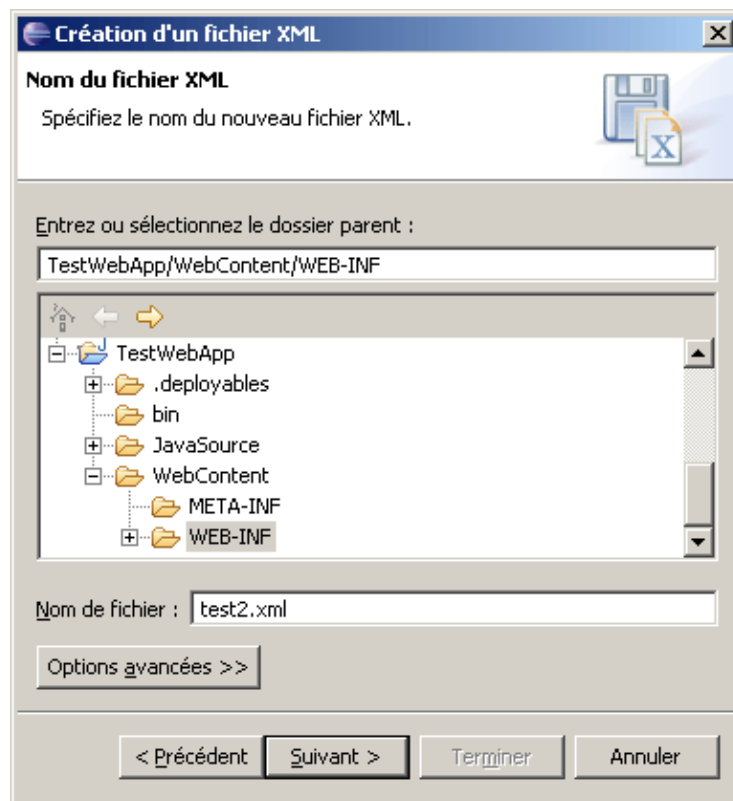 Création d'un fichier XML
Nom du fichier XML
Spécifiez le nom du nouveau fichier XML.
X
Entrez ou sélectionnez le dossier parent :
TestWebApp/WebContent/WEB-INF
TestWebApp
.deployables
bin
JavaSource
WebContent
META-INF
WEB-INF
Nom de fichier : test2.xml
Options avancées >>
< Précédent Suivant > Terminer Annuler